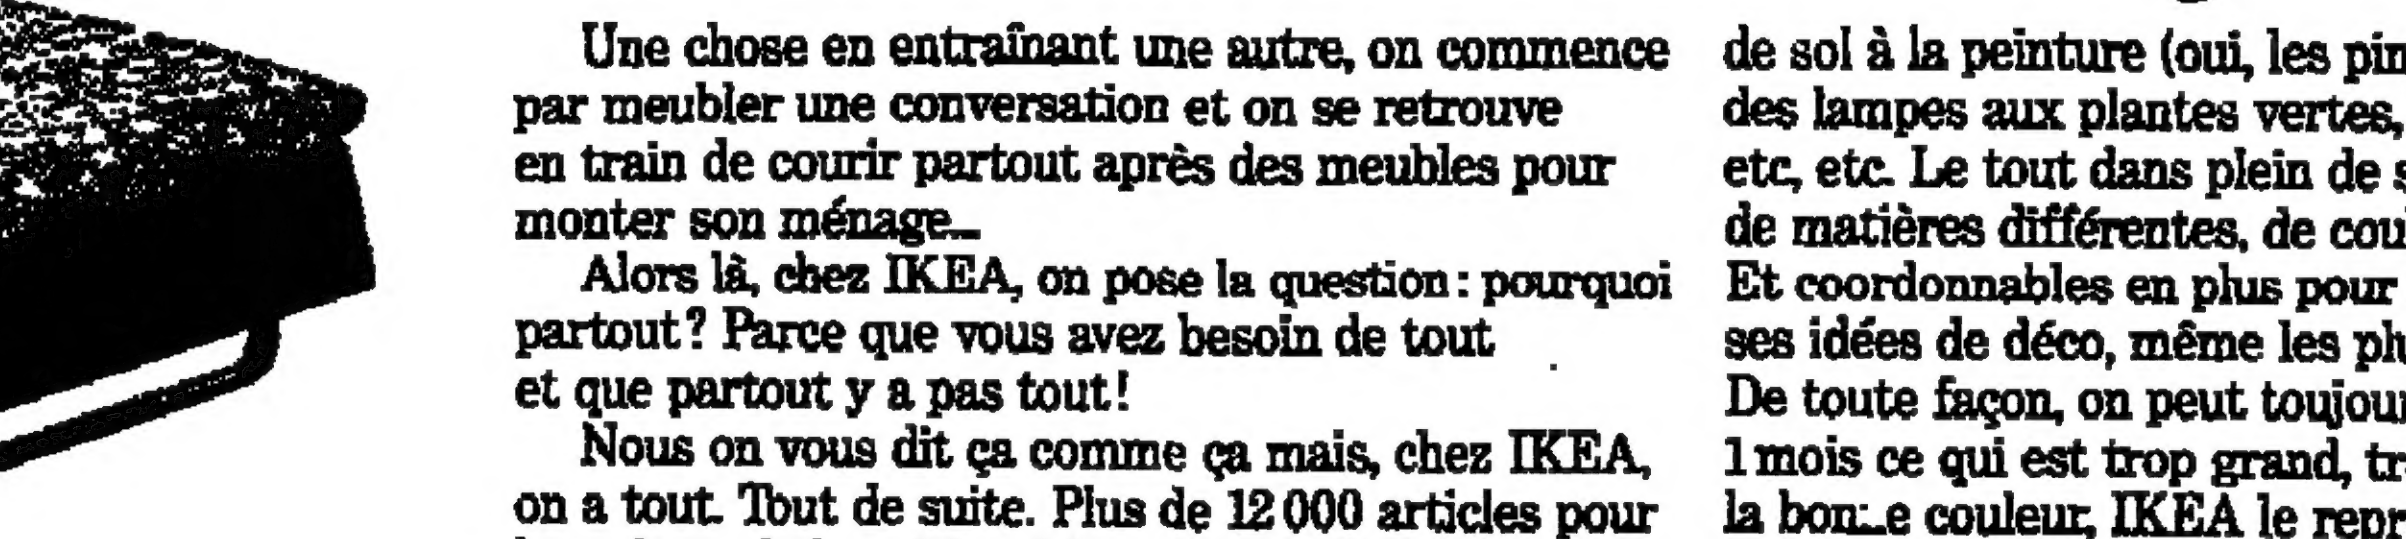 Une chose en entraînant une autre, on commence
par meubler une conversation et on se retrouve
en train de courir partout après des meubles pour
monter son ménage...
Alors là, chez IKEA, on pose la question : pourquoi
partout ? Parce que vous avez besoin de tout
et que partout y a pas tout !
Nous on vous dit ça comme ça mais, chez IKEA,
on a tout. Tout de suite. Plus de 12 000 articles pour
de sol à la peinture (oui, les
des lampes aux plantes vertes,
etc, etc. Le tout dans plein de
de matières différentes, de
Et coordonnables en plus pour
ses idées de déco, même les
De toute façon, on peut
1 mois ce qui est trop grand,
la bonne couleur, IKEA le